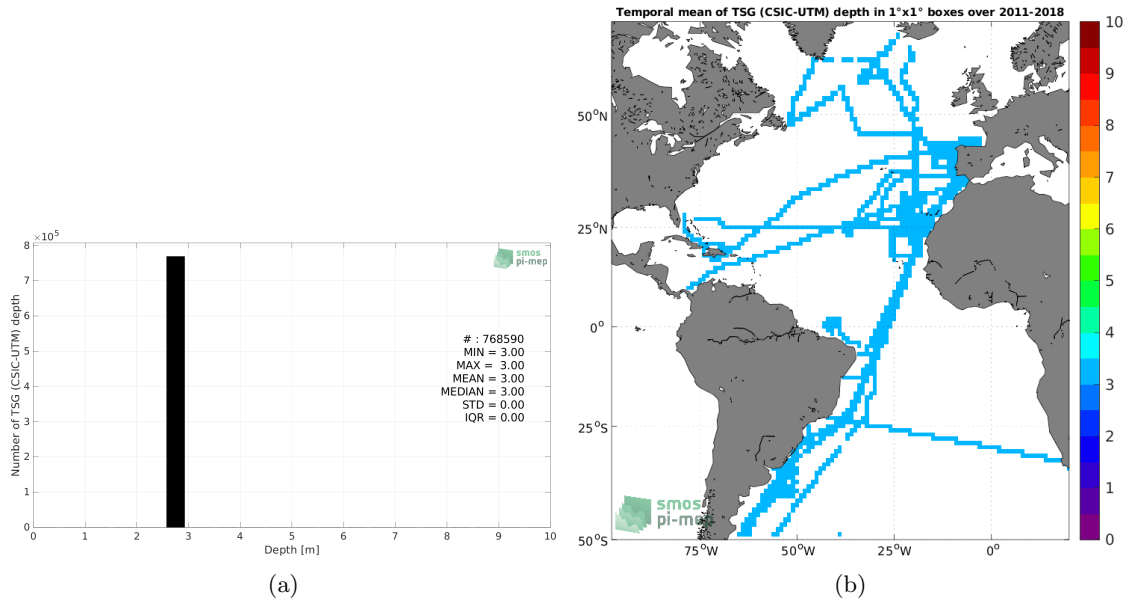 8
×10⁵
7
6
5
4
3
2
1
0
Number of TSG (CSIC-UTM) depth
0 1 2 3 4 5 6 7 8 9 10
Depth [m]
smos
pi-mep
# : 768590
MIN = 3.00
MAX = 3.00
MEAN = 3.00
MEDIAN = 3.00
STD = 0.00
IQR = 0.00
(a)
Temporal mean of TSG (CSIC-UTM) depth in 1°x1° boxes over 2011-2018
50°N
25°N
0°
25°S
50°S
75°W 50°W 25°W 0°
smos
pi-mep
10
9
8
7
6
5
4
3
2
1
0
(b)